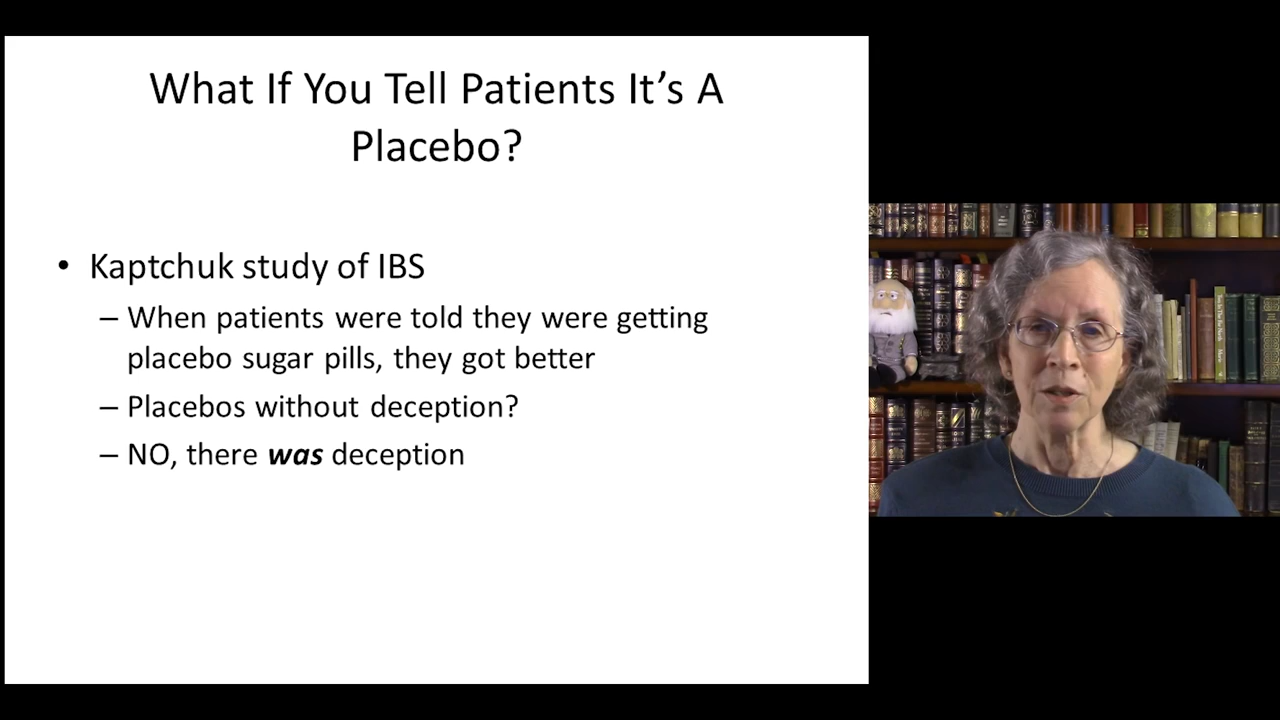 What If You Tell Patients It’s A
Placebo?
• Kaptchuk study of IBS
– When patients were told they were getting
placebo sugar pills, they got better
– Placebos without deception?
– NO, there was deception